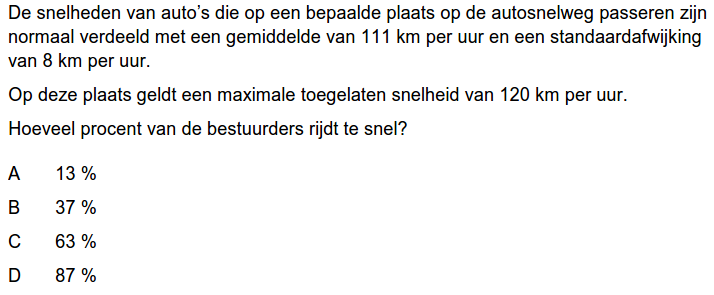 De snelheden van auto's die op een bepaalde plaats op de autosnelweg passeren zijn
normaal verdeeld met een gemiddelde van 111 km per uur en een standaardafwijking
van 8 km per uur.
Op deze plaats geldt een maximale toegelaten snelheid van 120 km per uur.
Hoeveel procent van de bestuurders rijdt te snel?
A 13 %
B 37 %
C 63 %
D 87 %